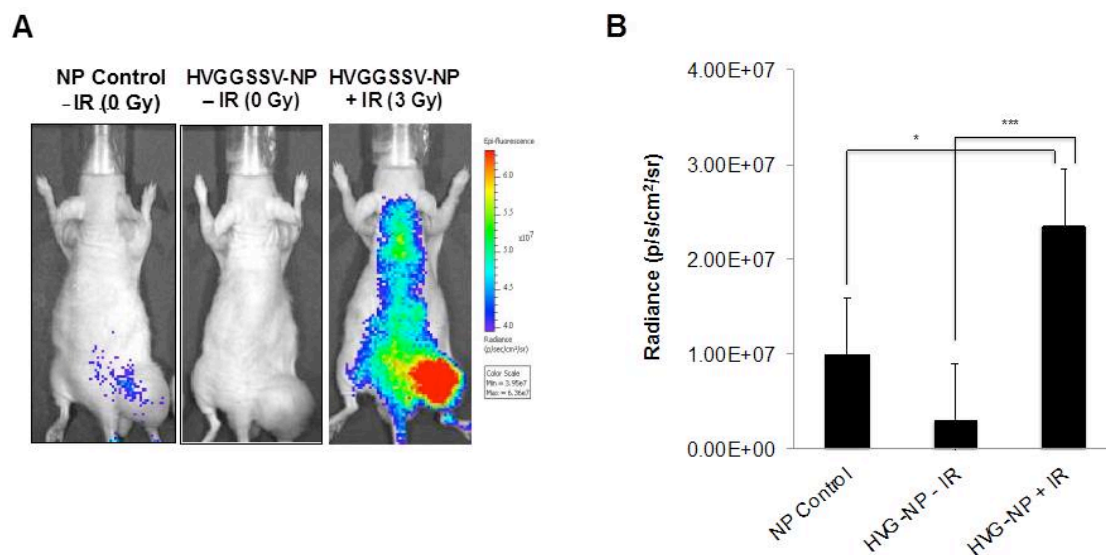 A
NP Control
– IR (0 Gy)
HVGGSSV-NP
– IR (0 Gy)
HVGGSSV-NP
+ IR (3 Gy)
Epi-fluorescence
6.0
5.5
5.0
x10⁷
4.5
4.0
Radiance
(p/sec/cm²/sr)
Color Scale
Min = 3.95e7
Max = 6.36e7
B
Radiance (p/s/cm²/sr)
4.00E+07
3.00E+07
2.00E+07
1.00E+07
0.00E+00
*
***
NP Control
HVG-NP - IR
HVG-NP + IR